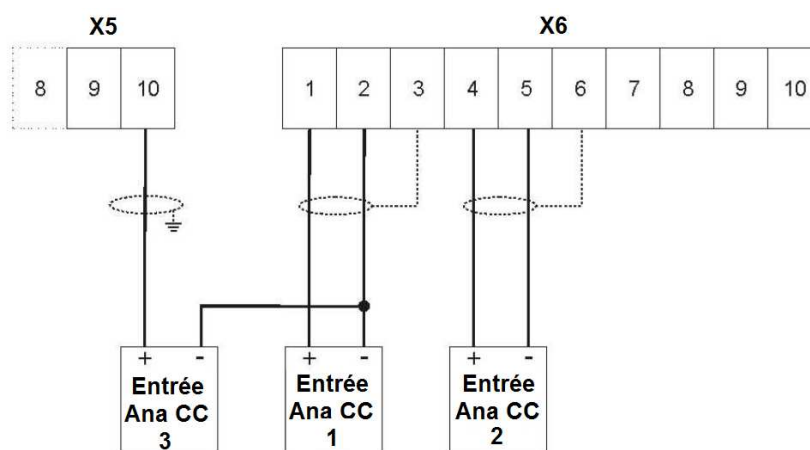 X5 X6
8 9 10 1 2 3 4 5 6 7 8 9 10
+ - + - + -
Entrée Entrée Entrée
Ana CC Ana CC Ana CC
3 1 2